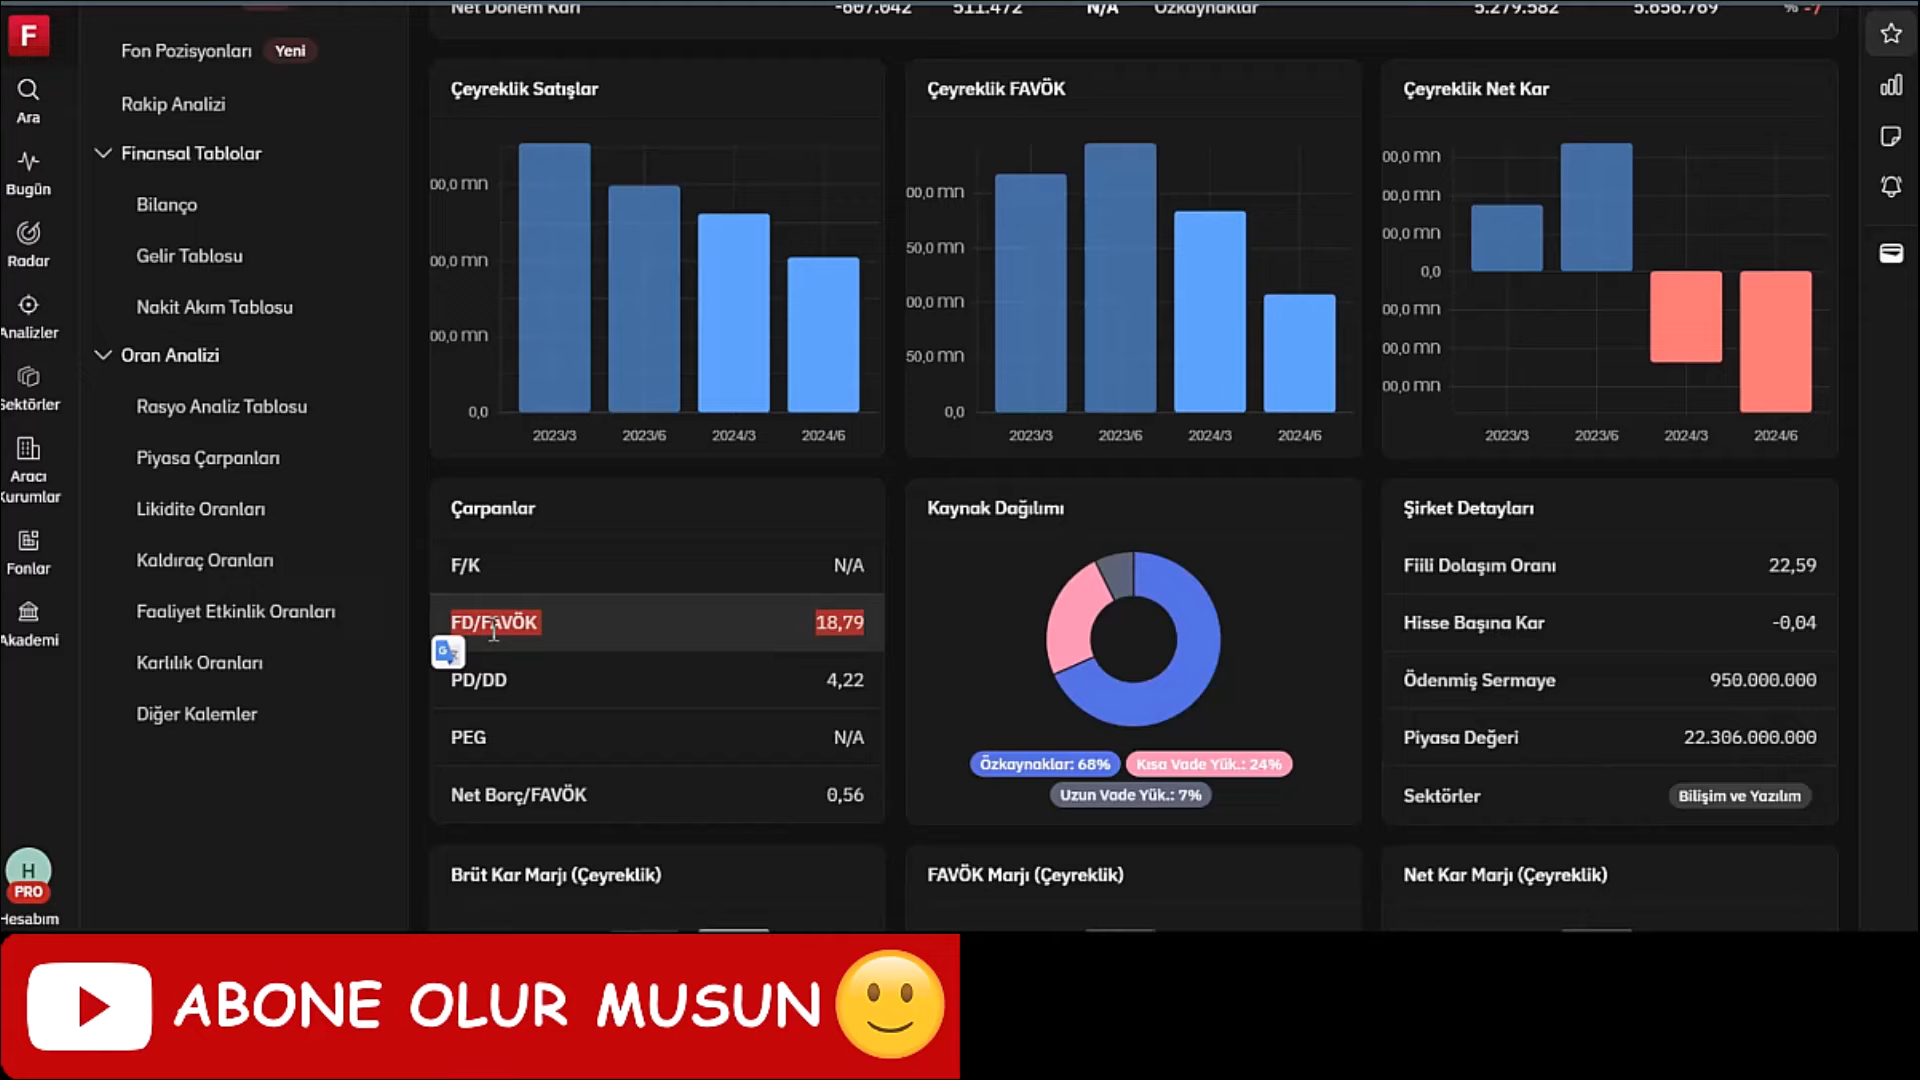 Net Dönem Karı -607.042 511.472 N/A Özkaynaklar 5.279.582 5.656.769 % -7
F
Fon Pozisyonları Yeni
Rakip Analizi
Finansal Tablolar
Bilanço
Gelir Tablosu
Nakit Akım Tablosu
Oran Analizi
Rasyo Analiz Tablosu
Piyasa Çarpanları
Likidite Oranları
Kaldıraç Oranları
Faaliyet Etkinlik Oranları
Karlılık Oranları
Diğer Kalemler
Ara
Bugün
Radar
Analizler
Sektörler
Aracı
Kurumlar
Fonlar
Akademi
H
PRO
Hesabım
Çeyreklik Satışlar
00,0 mn
00,0 mn
00,0 mn
0,0
2023/3 2023/6 2024/3 2024/6
Çeyreklik FAVÖK
00,0 mn
50,0 mn
00,0 mn
50,0 mn
0,0
2023/3 2023/6 2024/3 2024/6
Çeyreklik Net Kar
00,0 mn
00,0 mn
00,0 mn
0,0
00,0 mn
00,0 mn
00,0 mn
2023/3 2023/6 2024/3 2024/6
Çarpanlar
F/K N/A
FD/FAVÖK 18,79
PD/DD 4,22
PEG N/A
Net Borç/FAVÖK 0,56
Kaynak Dağılımı
Özkaynaklar: 68% Kısa Vade Yük.: 24%
Uzun Vade Yük.: 7%
Şirket Detayları
Fiili Dolaşım Oranı 22,59
Hisse Başına Kar -0,04
Ödenmiş Sermaye 950.000.000
Piyasa Değeri 22.306.000.000
Sektörler Bilişim ve Yazılım
Brüt Kar Marjı (Çeyreklik)
FAVÖK Marjı (Çeyreklik)
Net Kar Marjı (Çeyreklik)
ABONE OLUR MUSUN